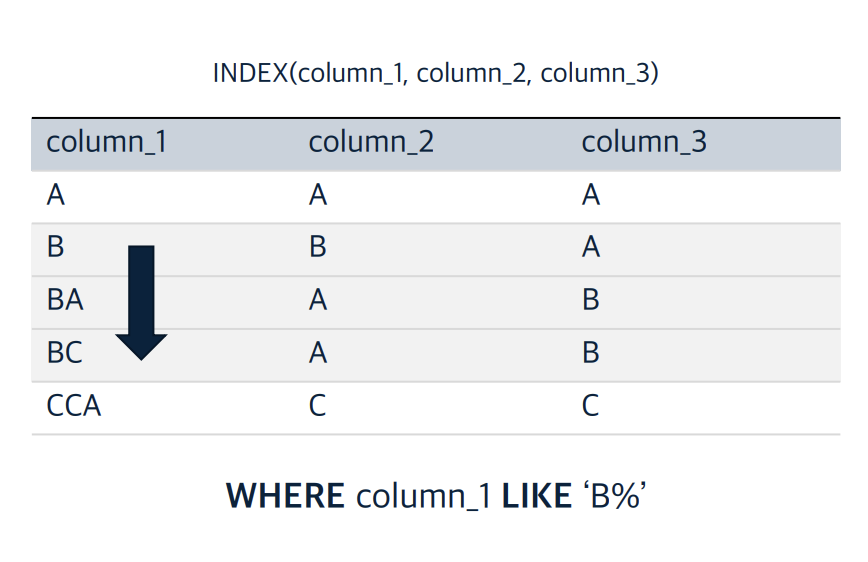 INDEX(column_1, column_2, column_3)
column_1 column_2 column_3
A A A
B B A
BA A B
BC A B
CCA C C
WHERE column_1 LIKE ‘B%’